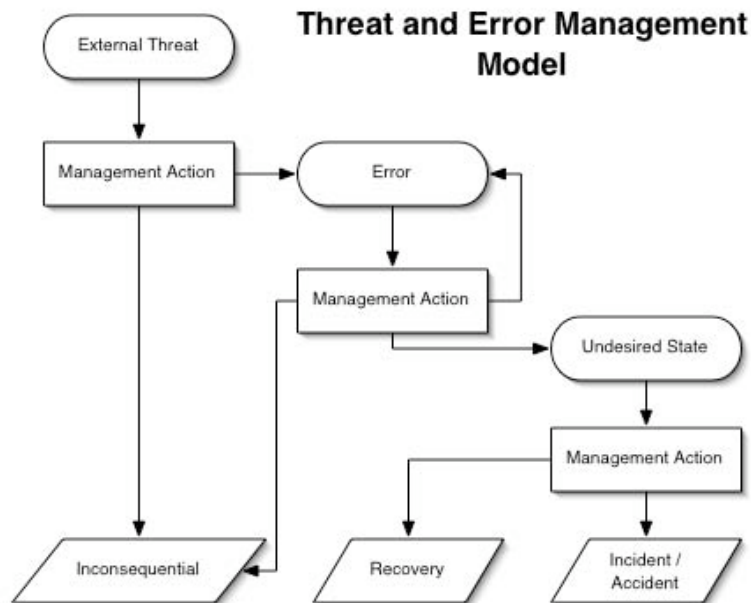 Threat and Error Management
Model
External Threat
Management Action
Error
Management Action
Undesired State
Management Action
Inconsequential
Recovery
Incident /
Accident